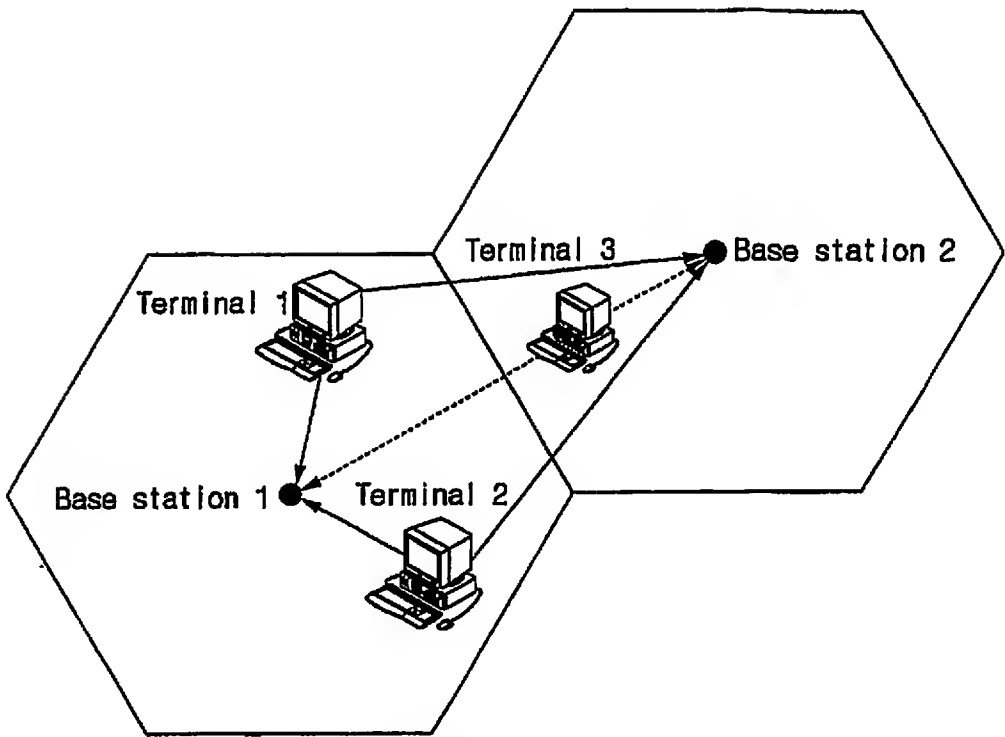 Terminal 3
Base station 2
Terminal 1
Base station 1
Terminal 2